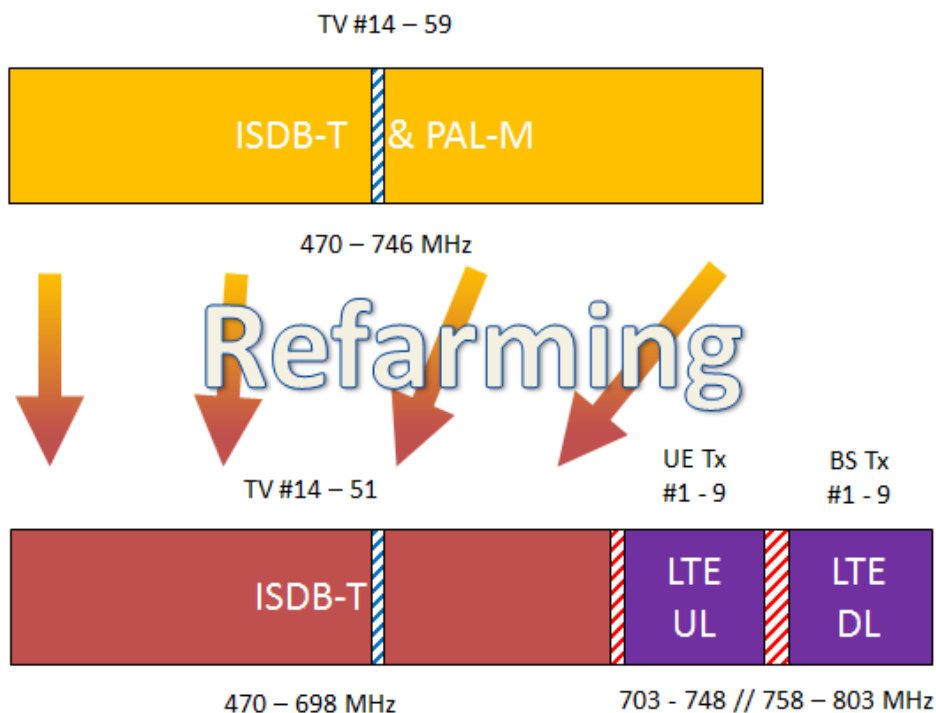 TV #14 – 59
ISDB-T & PAL-M
470 – 746 MHz
Refarming
TV #14 – 51
UE Tx
#1 - 9
BS Tx
#1 - 9
ISDB-T
LTE
UL
LTE
DL
470 – 698 MHz
703 - 748 // 758 – 803 MHz